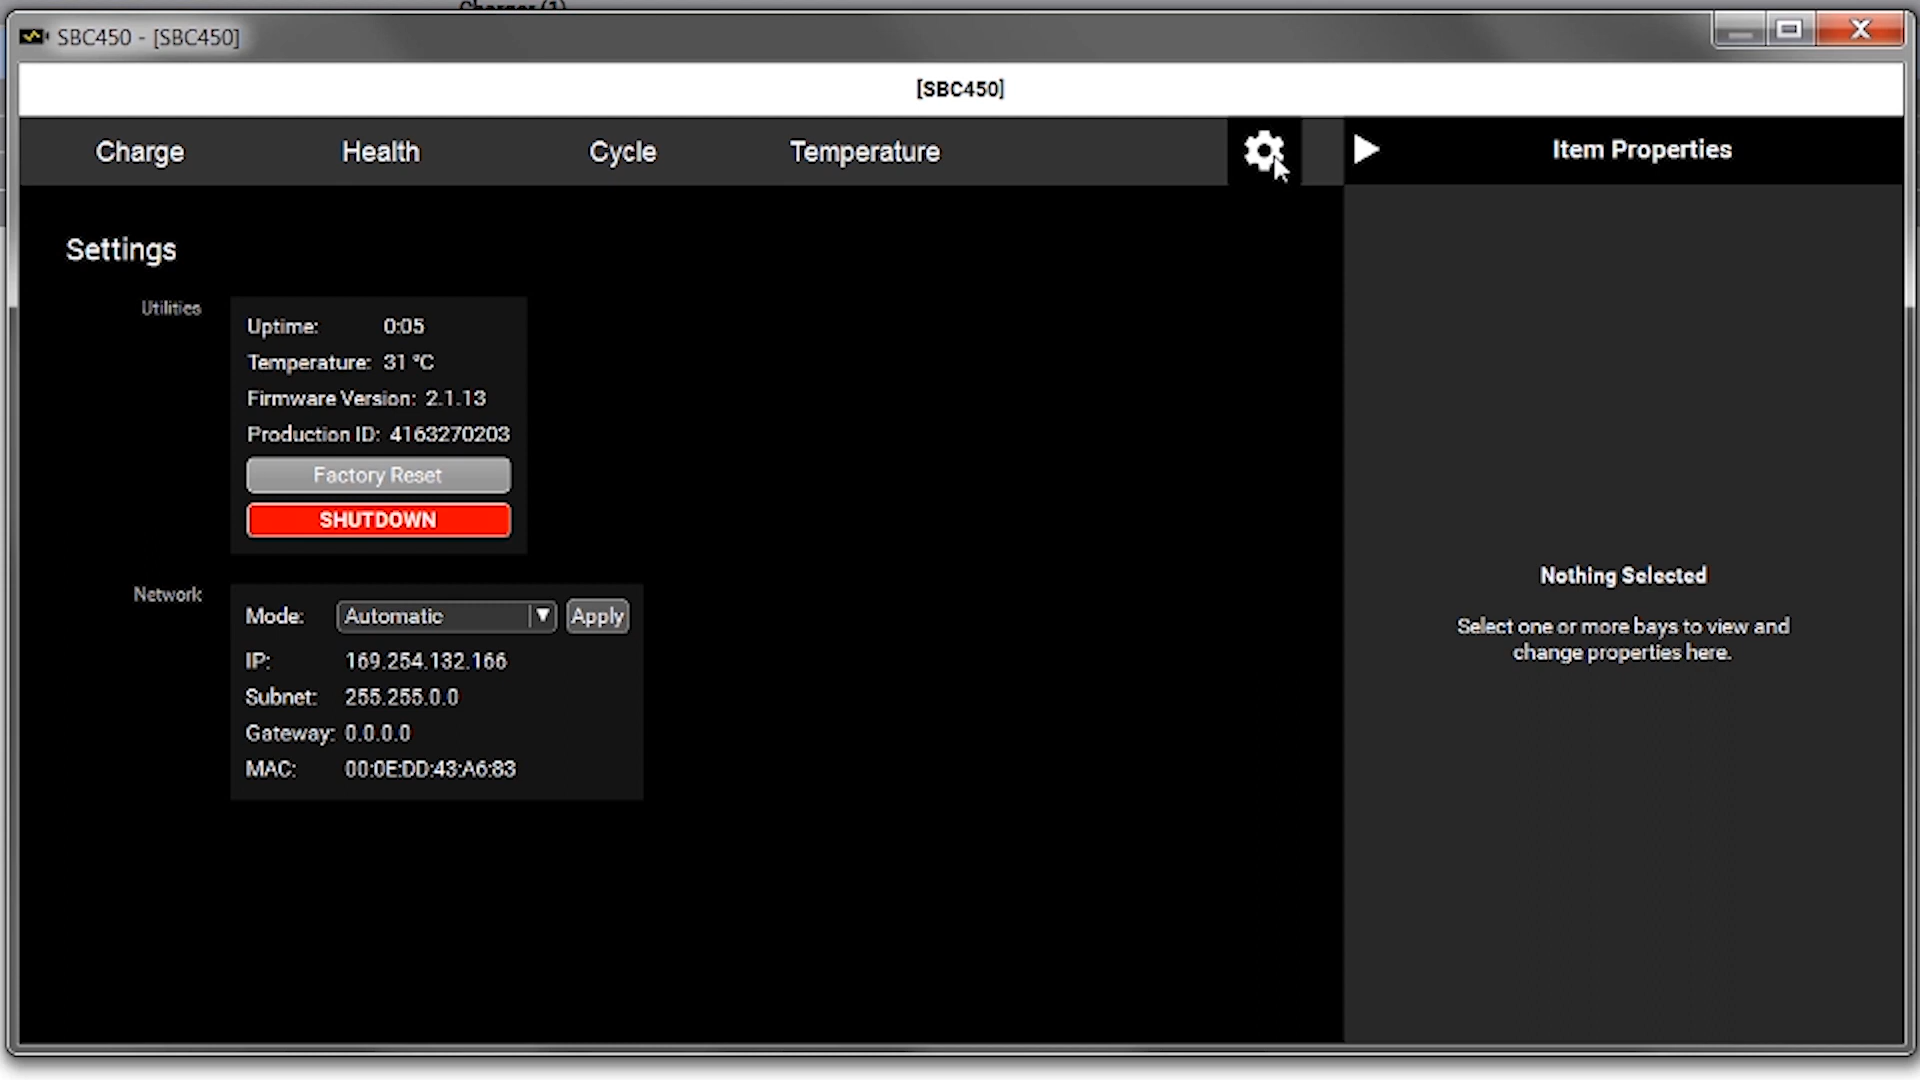 Charger (1)
SBC450 - [SBC450]
[SBC450]
Charge Health Cycle Temperature Item Properties
Settings
Utilities
Uptime: 0:05
Temperature: 31 °C
Firmware Version: 2.1.13
Production ID: 4163270203
Factory Reset
SHUTDOWN
Network
Mode: Automatic Apply
IP: 169.254.132.166
Subnet: 255.255.0.0
Gateway: 0.0.0.0
MAC: 00:0E:DD:43:A6:83
Nothing Selected
Select one or more bays to view and
change properties here.